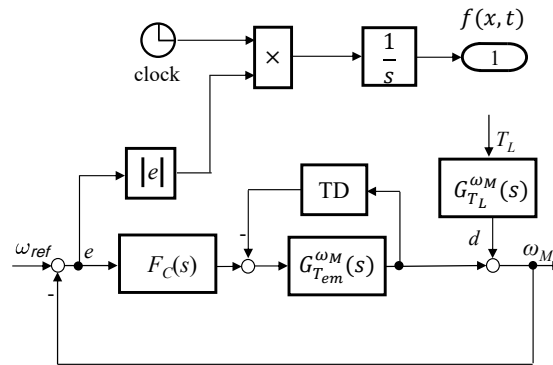 f(x, t)
clock
×
1/s
1
|e|
TD
T_L
G_{T_L}^{ω_M}(s)
ω_ref
e
F_C(s)
G_{T_em}^{ω_M}(s)
d
ω_M
-
-